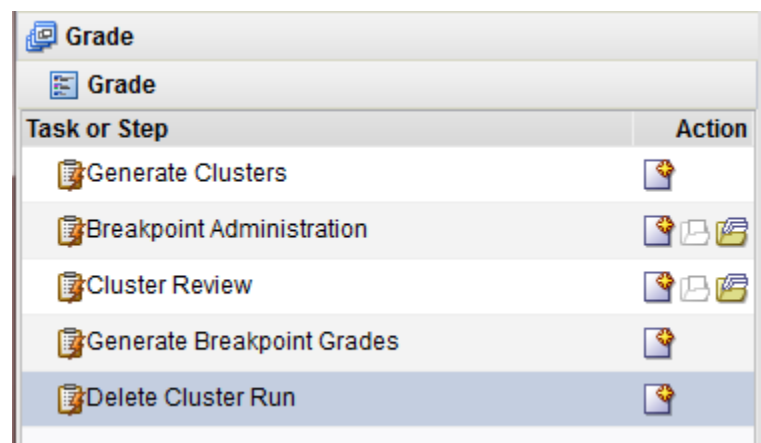 Grade
Grade
Task or Step Action
Generate Clusters
Breakpoint Administration
Cluster Review
Generate Breakpoint Grades
Delete Cluster Run